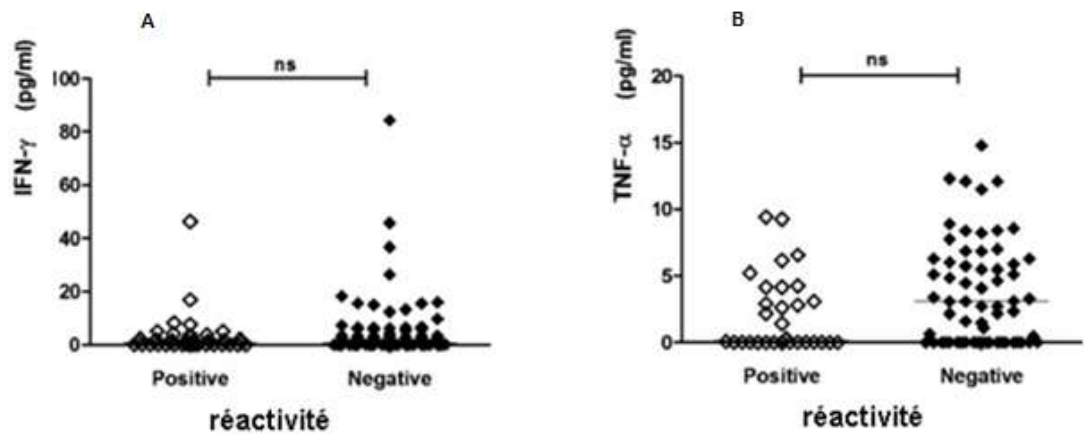 A
ns
IFN-γ (pg/ml)
100
80
60
40
20
0
Positive Negative
réactivité
B
ns
TNF-α (pg/ml)
20
15
10
5
0
Positive Negative
réactivité